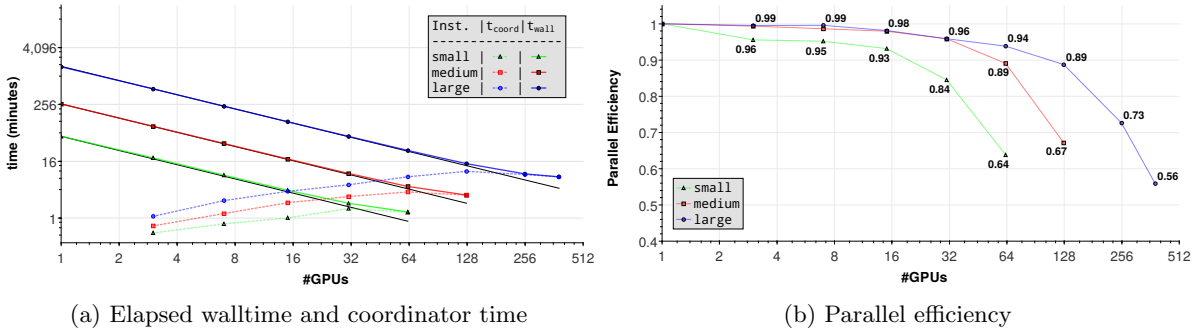 4,096
256
16
1
time (minutes)
1 2 4 8 16 32 64 128 256 512
#GPUs
Inst. |t_coord|t_wall
small | |
medium| |
large | |
(a) Elapsed walltime and coordinator time
1
0.9
0.8
0.7
0.6
0.5
0.4
Parallel Efficiency
0.99 0.99 0.98 0.96 0.94 0.89 0.73 0.56
0.96 0.95 0.93 0.84 0.64
0.89 0.67
small
medium
large
1 2 4 8 16 32 64 128 256 512
#GPUs
(b) Parallel efficiency